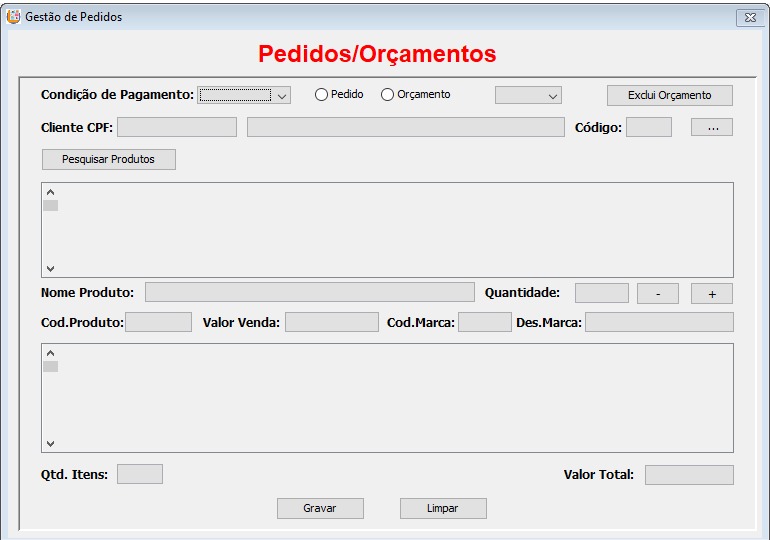 Gestão de Pedidos
Pedidos/Orçamentos
Condição de Pagamento: Pedido Orçamento Exclui Orçamento
Cliente CPF: Código: ...
Pesquisar Produtos
Nome Produto: Quantidade: - +
Cod.Produto: Valor Venda: Cod.Marca: Des.Marca:
Qtd. Itens: Valor Total:
Gravar Limpar